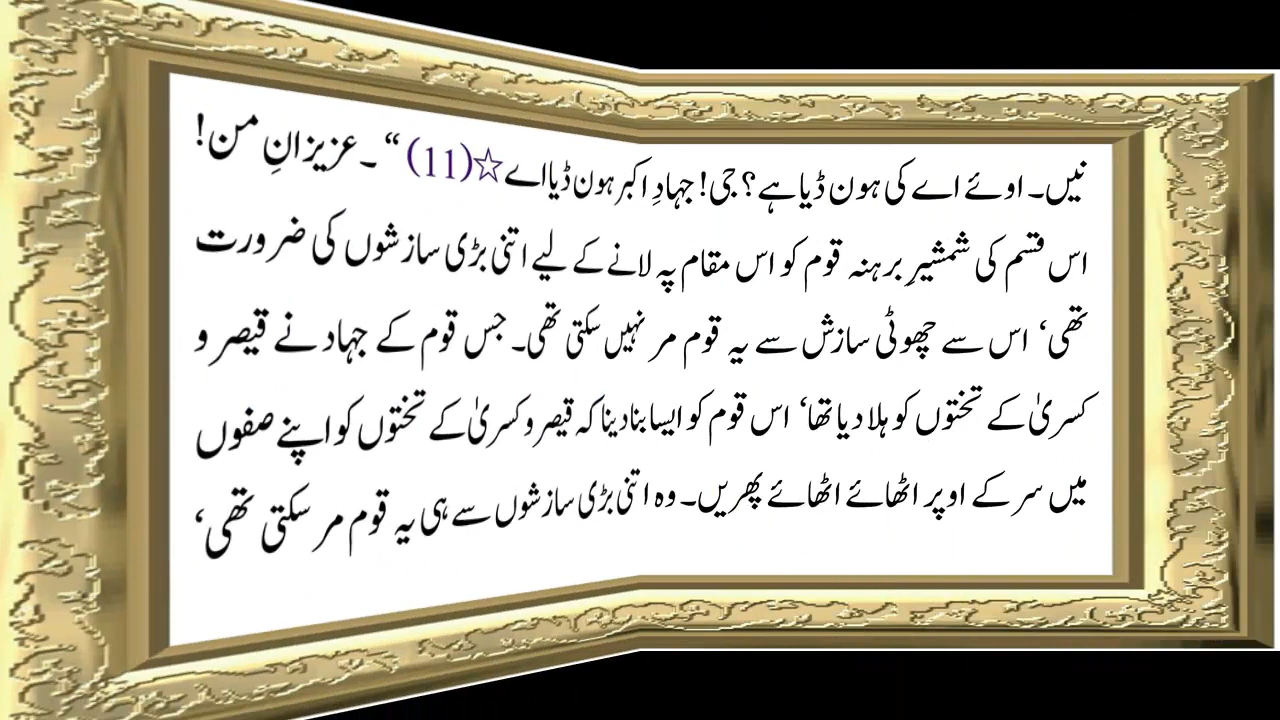 نیں۔ اوئے اے کی ہون ڈیا ہے؟ جی! جہادِ اکبر ہون ڈیا اے☆(11)“۔ عزیزانِ من!
اس قسم کی شمشیرِ برہنہ قوم کو اس مقام پہ لانے کے لیے اتنی بڑی سازشوں کی ضرورت
تھی‘ اس سے چھوٹی سازش سے یہ قوم مر نہیں سکتی تھی۔ جس قوم کے جہاد نے قیصر و
کسریٰ کے تختوں کو ہلا دیا تھا‘ اس قوم کو ایسا بنا دینا کہ قیصر و کسریٰ کے تختوں کو اپنے صفوں
میں سر کے اوپر اٹھائے اٹھائے پھریں۔ وہ اتنی بڑی سازشوں سے ہی یہ قوم مر سکتی تھی‘